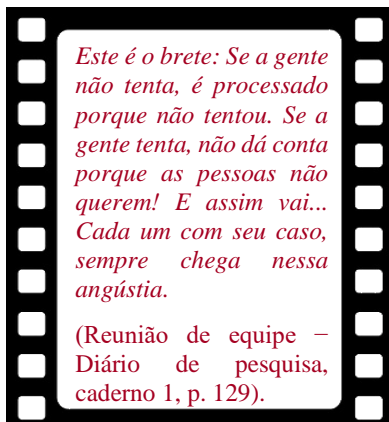 Este é o brete: Se a gente
não tenta, é processado
porque não tentou. Se a
gente tenta, não dá conta
porque as pessoas não
querem! E assim vai...
Cada um com seu caso,
sempre chega nessa
angústia.
(Reunião de equipe −
Diário de pesquisa,
caderno 1, p. 129).